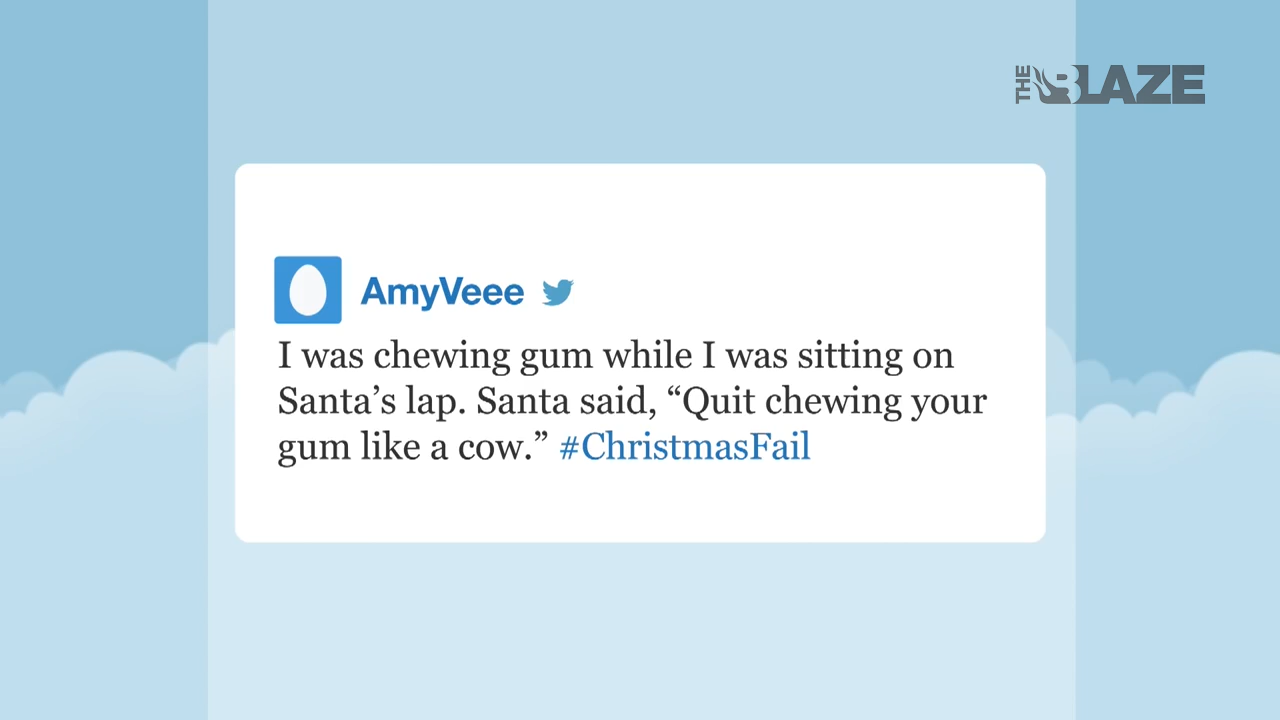 THE BLAZE
AmyVeee
I was chewing gum while I was sitting on
Santa’s lap. Santa said, “Quit chewing your
gum like a cow.” #ChristmasFail